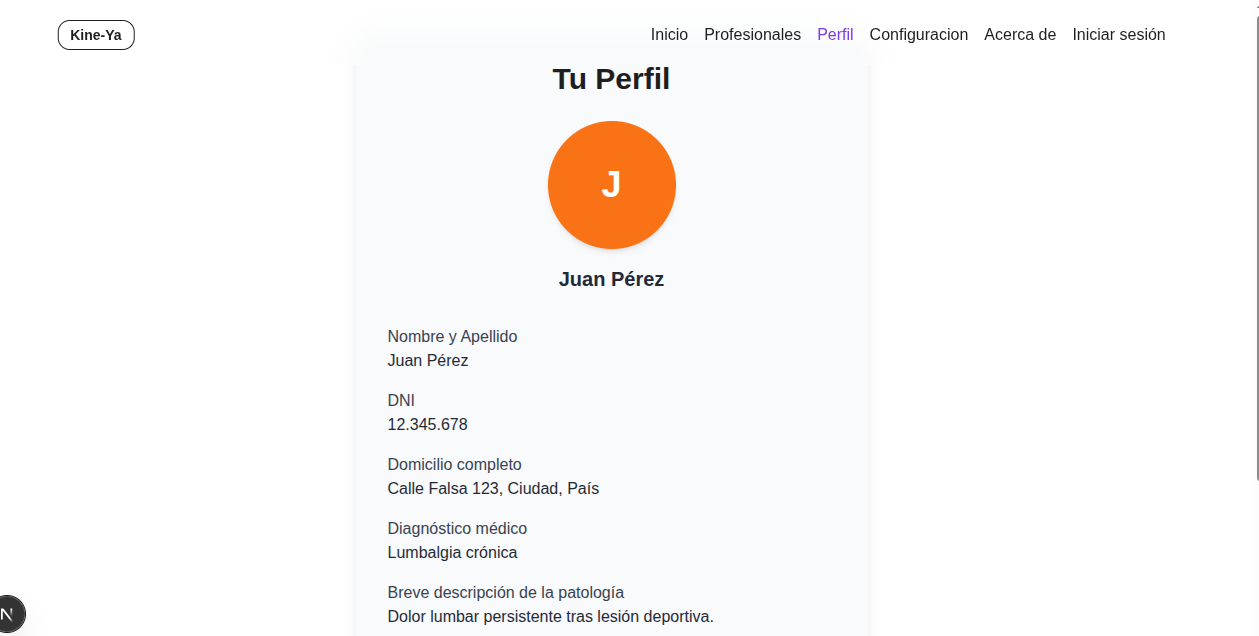 Kine-Ya
Inicio Profesionales Perfil Configuracion Acerca de Iniciar sesión
Tu Perfil
J
Juan Pérez
Nombre y Apellido
Juan Pérez
DNI
12.345.678
Domicilio completo
Calle Falsa 123, Ciudad, País
Diagnóstico médico
Lumbalgia crónica
Breve descripción de la patología
Dolor lumbar persistente tras lesión deportiva.
N